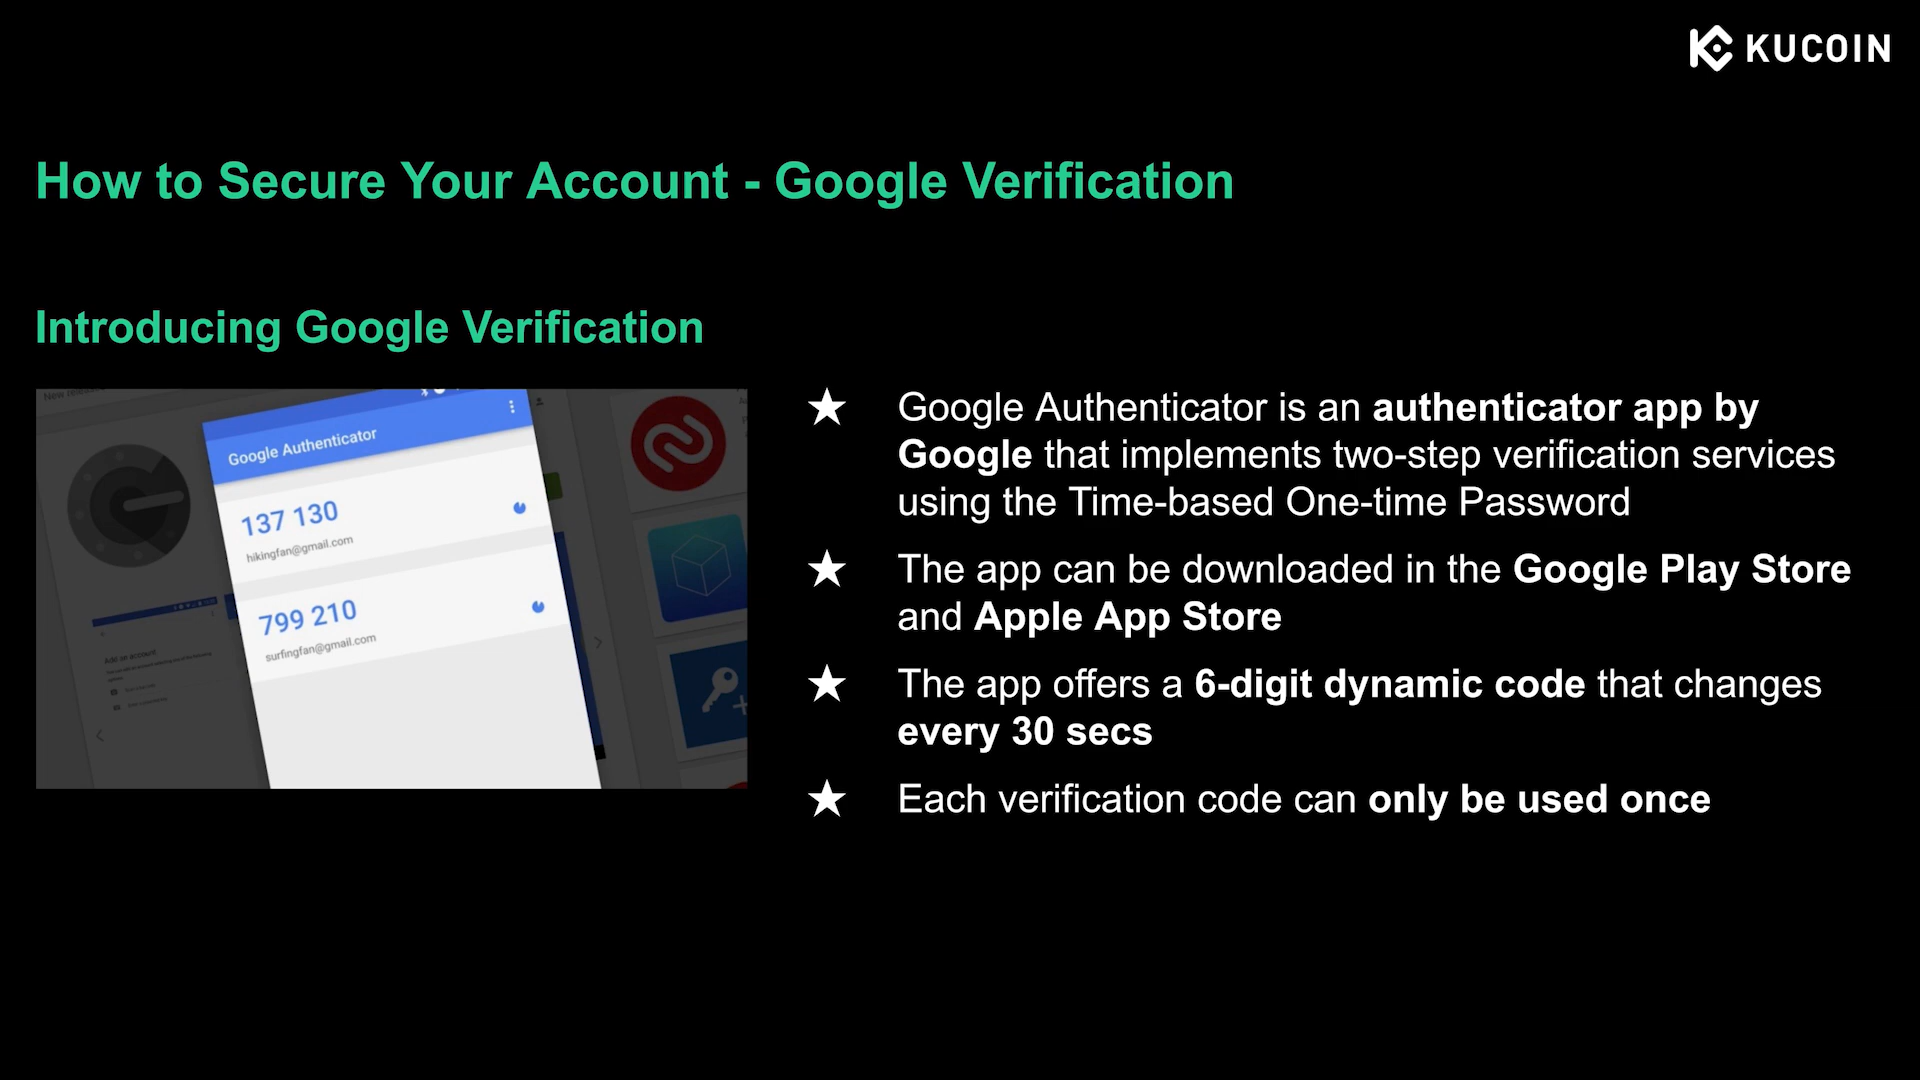 KUCOIN
How to Secure Your Account - Google Verification
Introducing Google Verification
Google Authenticator
137 130
hikingfan@gmail.com
799 210
surfingfan@gmail.com
Add an account
★ Google Authenticator is an authenticator app by
Google that implements two-step verification services
using the Time-based One-time Password
★ The app can be downloaded in the Google Play Store
and Apple App Store
★ The app offers a 6-digit dynamic code that changes
every 30 secs
★ Each verification code can only be used once